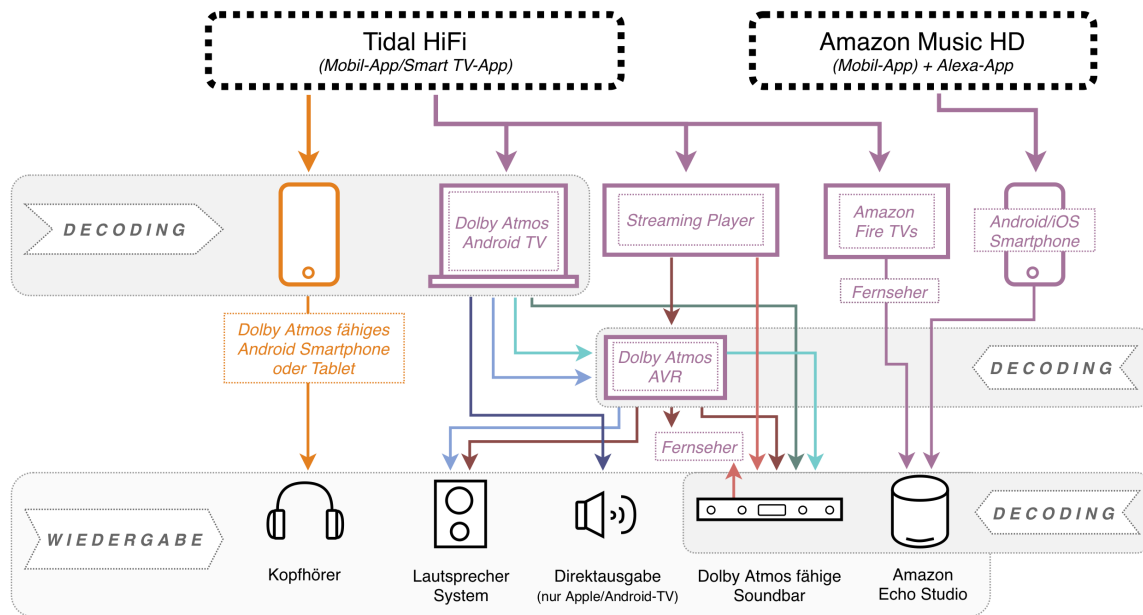 Tidal HiFi
(Mobil-App/Smart TV-App)
Amazon Music HD
(Mobil-App) + Alexa-App
DECODING
Dolby Atmos
Android TV
Streaming Player
Amazon
Fire TVs
Android/iOS
Smartphone
Fernseher
Dolby Atmos fähiges
Android Smartphone
oder Tablet
Dolby Atmos
AVR
DECODING
Fernseher
WIEDERGABE
DECODING
Kopfhörer
Lautsprecher
System
Direktausgabe
(nur Apple/Android-TV)
Dolby Atmos fähige
Soundbar
Amazon
Echo Studio